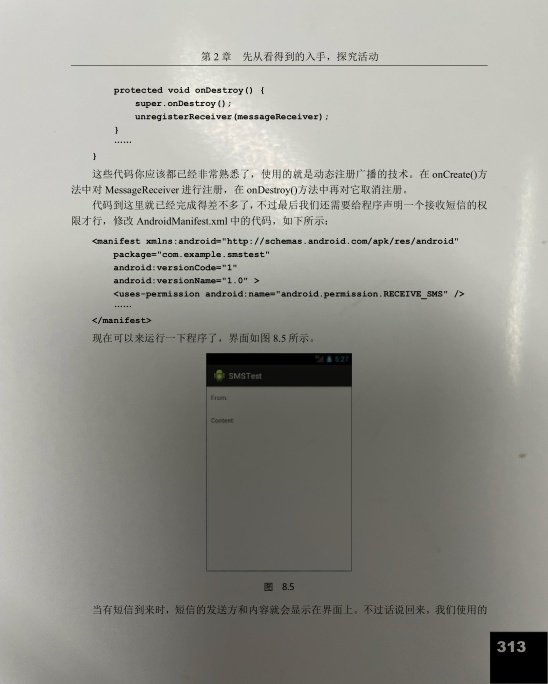 第 2 章 先从看得到的入手，探究活动
protected void onDestroy() {
super.onDestroy();
unregisterReceiver(messageReceiver);
}
……
}
这些代码你应该都已经非常熟悉了，使用的就是动态注册广播的技术。在 onCreate()方
法中对 MessageReceiver 进行注册，在 onDestroy()方法中再对它取消注册。
代码到这里就已经完成得差不多了，不过最后我们还需要给程序声明一个接收短信的权
限才行，修改 AndroidManifest.xml 中的代码，如下所示：
<manifest xmlns:android="http://schemas.android.com/apk/res/android"
package="com.example.smstest"
android:versionCode="1"
android:versionName="1.0" >
<uses-permission android:name="android.permission.RECEIVE_SMS" />
……
</manifest>
现在可以来运行一下程序了，界面如图 8.5 所示。
5:27
SMSTest
From
Content
图 8.5
当有短信到来时，短信的发送方和内容就会显示在界面上。不过话说回来，我们使用的
313